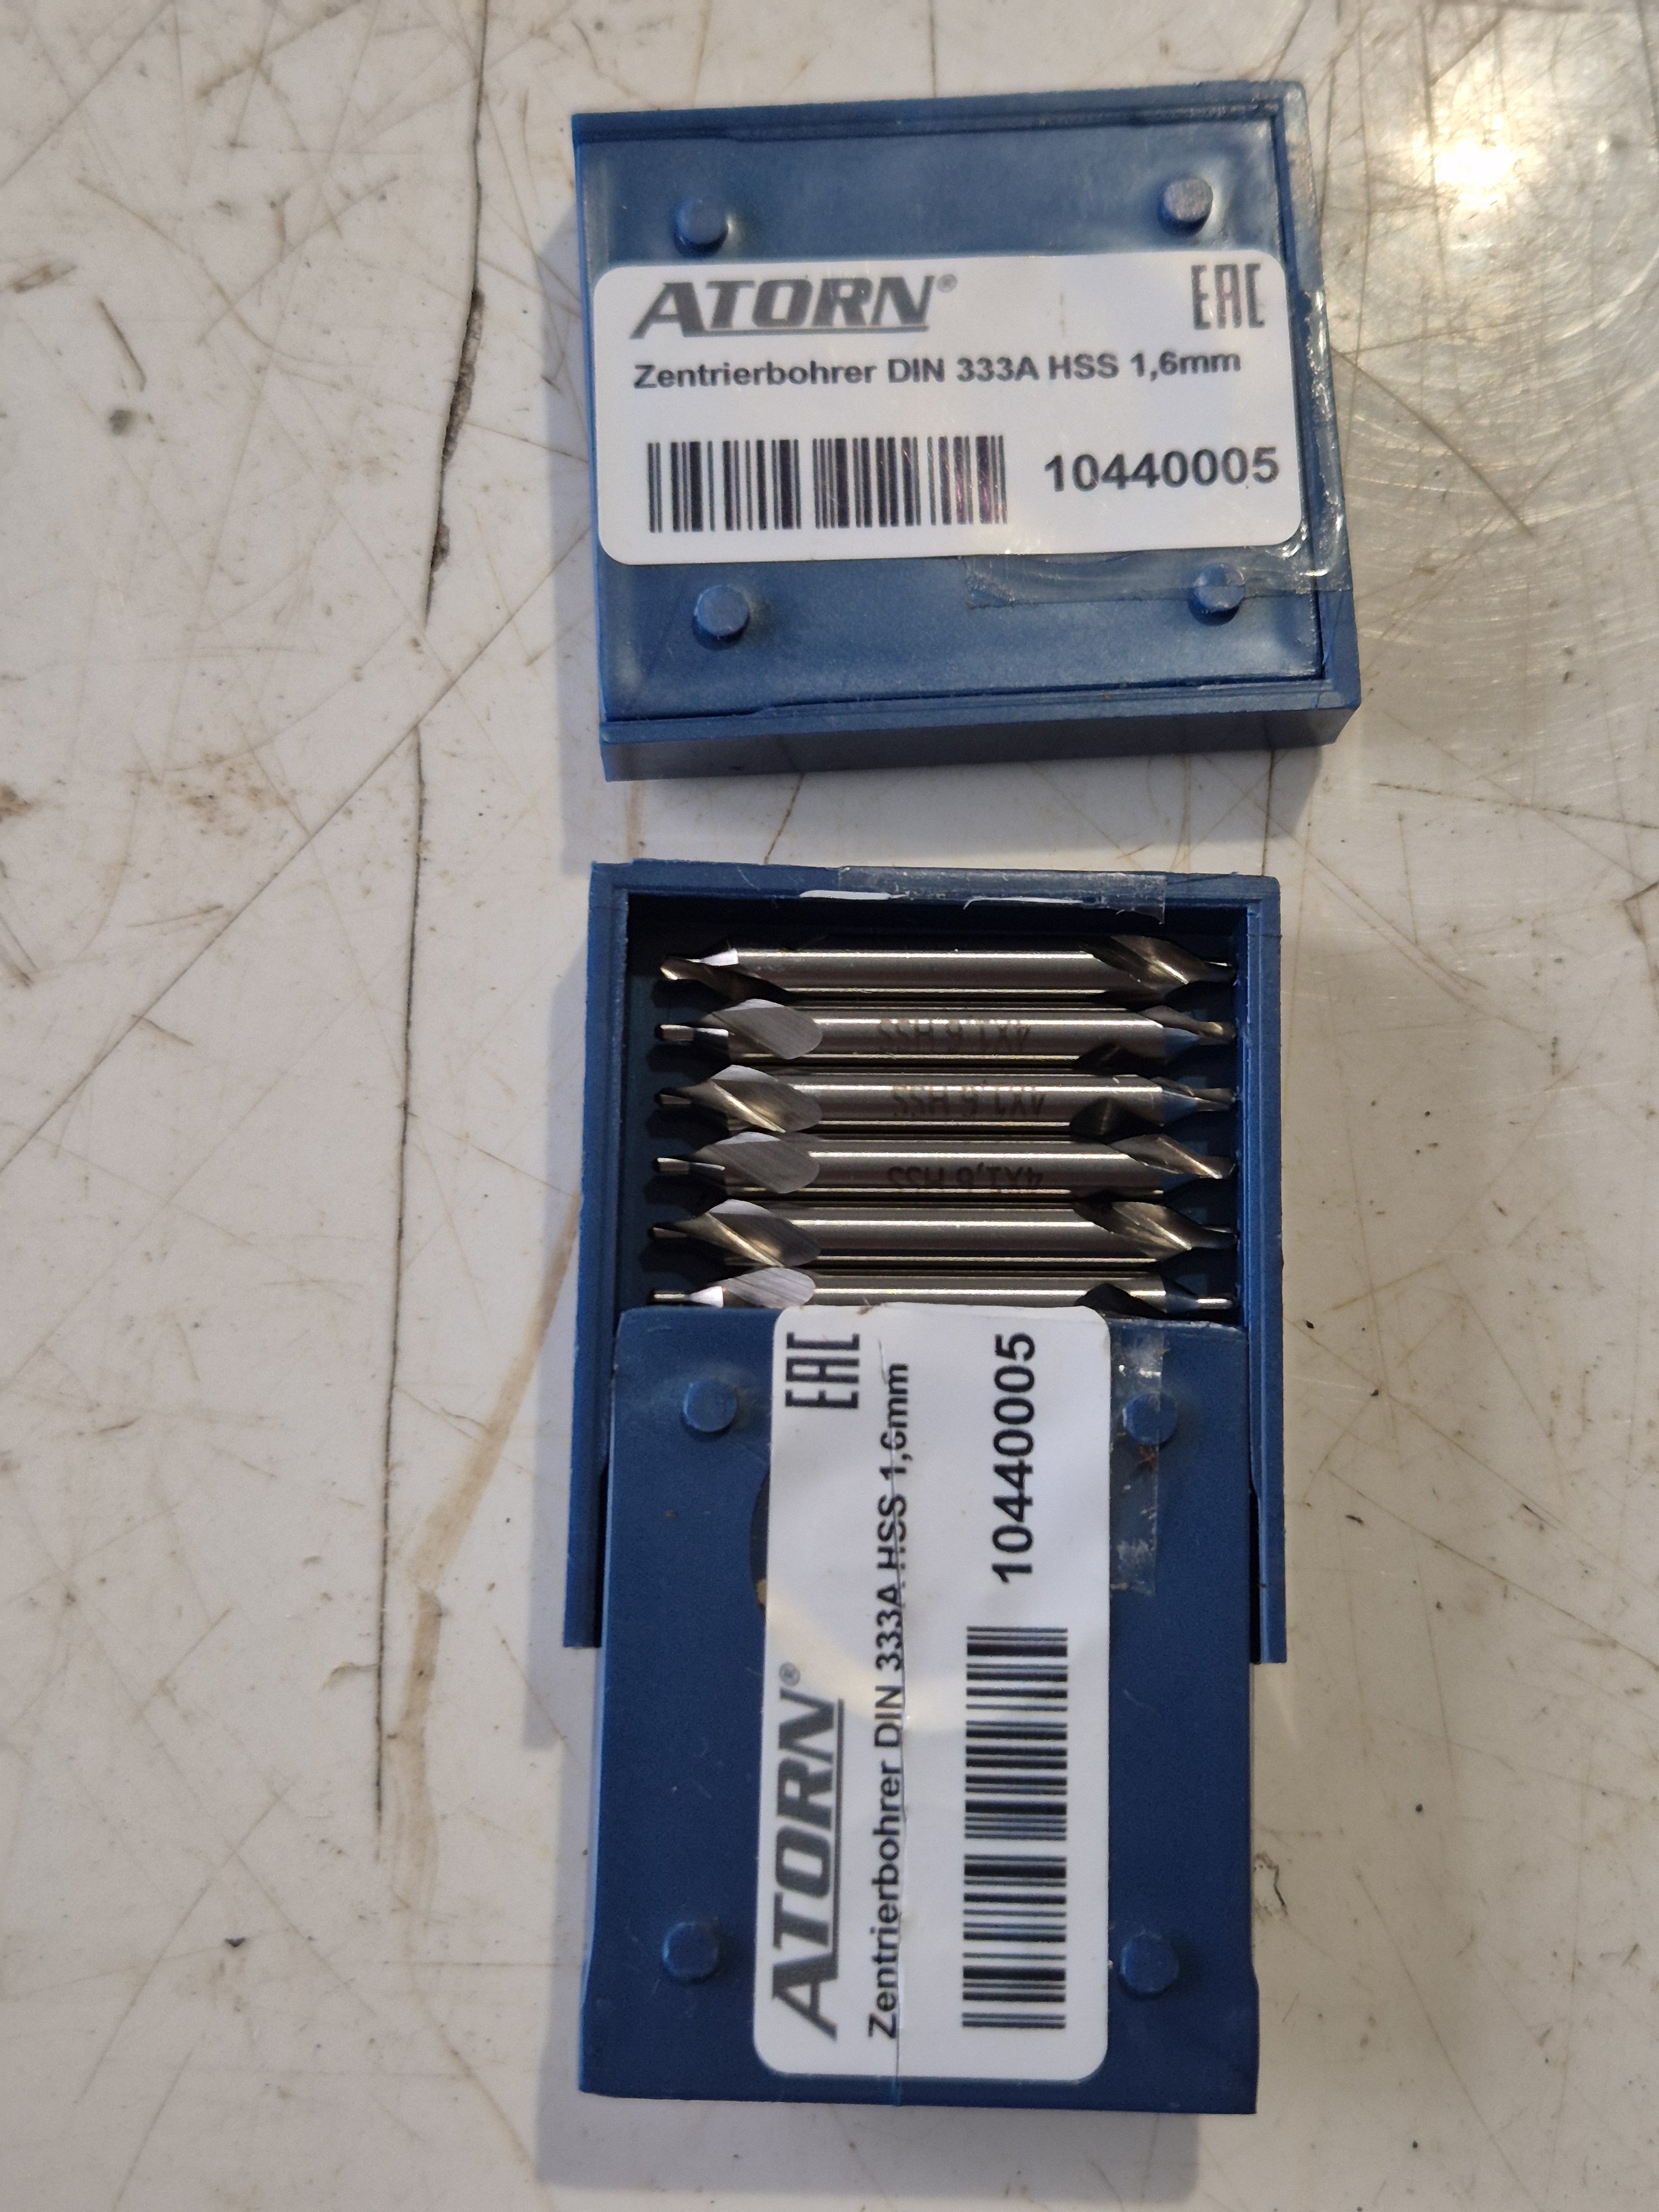 ATORN® EAC
Zentrierbohrer DIN 333A HSS 1,6mm
10440005
4X1,6 HSS
4X1,6 HSS
4X1,6 HSS
ATORN® EAC
Zentrierbohrer DIN 333A HSS 1,6mm
10440005